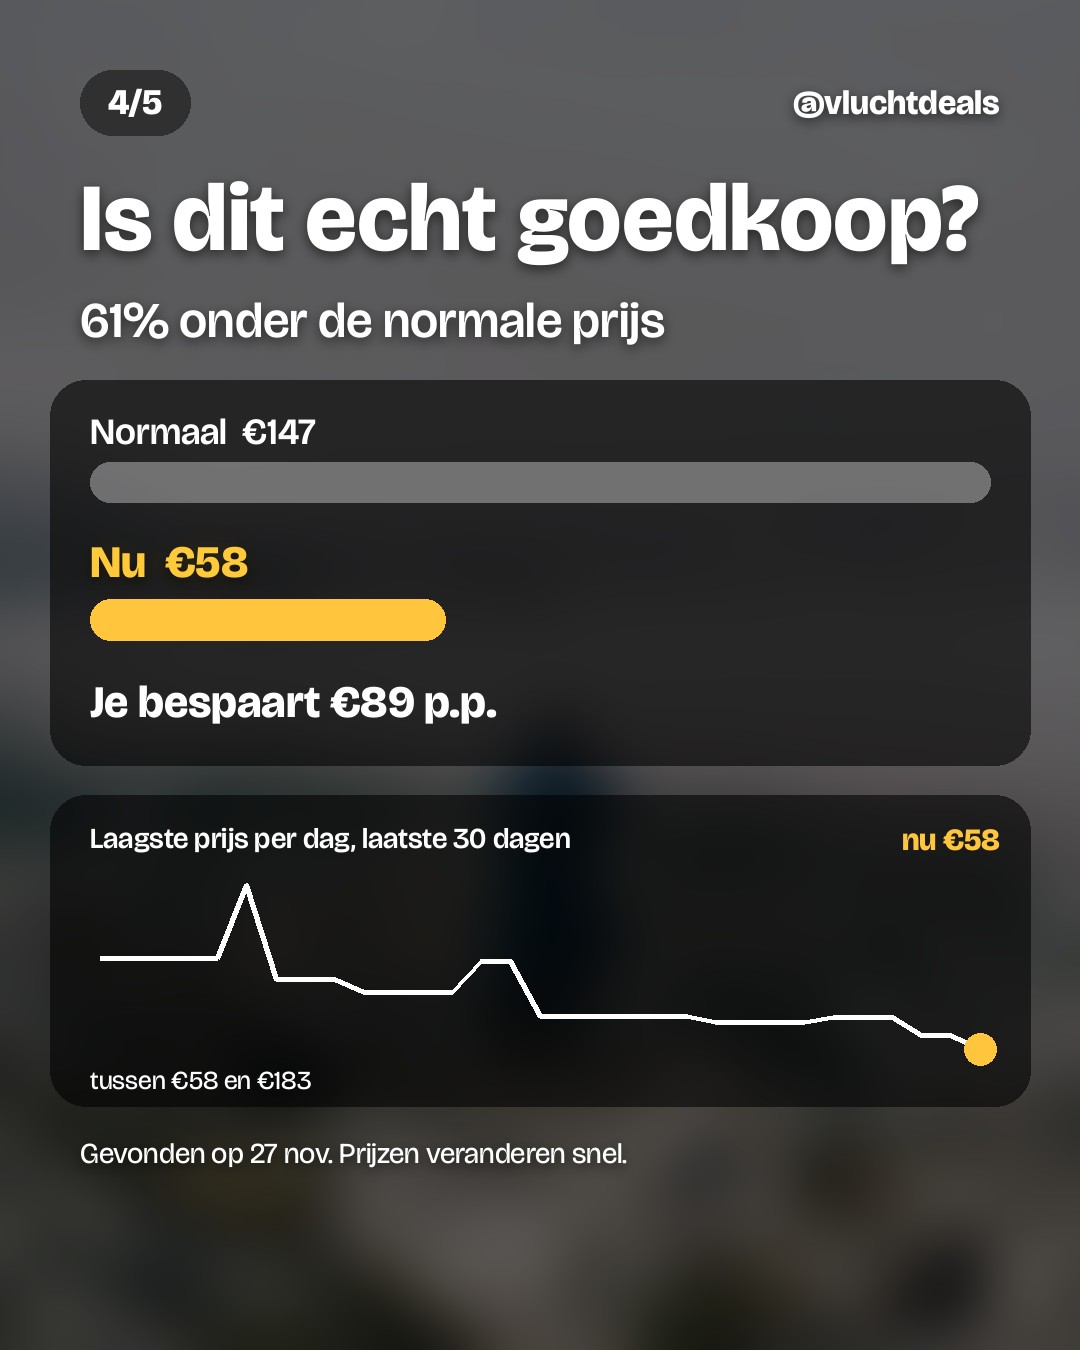 4/5
@vluchtdeals
Is dit echt goedkoop?
61% onder de normale prijs
Normaal €147
Nu €58
Je bespaart €89 p.p.
Laagste prijs per dag, laatste 30 dagen
nu €58
tussen €58 en €183
Gevonden op 27 nov. Prijzen veranderen snel.